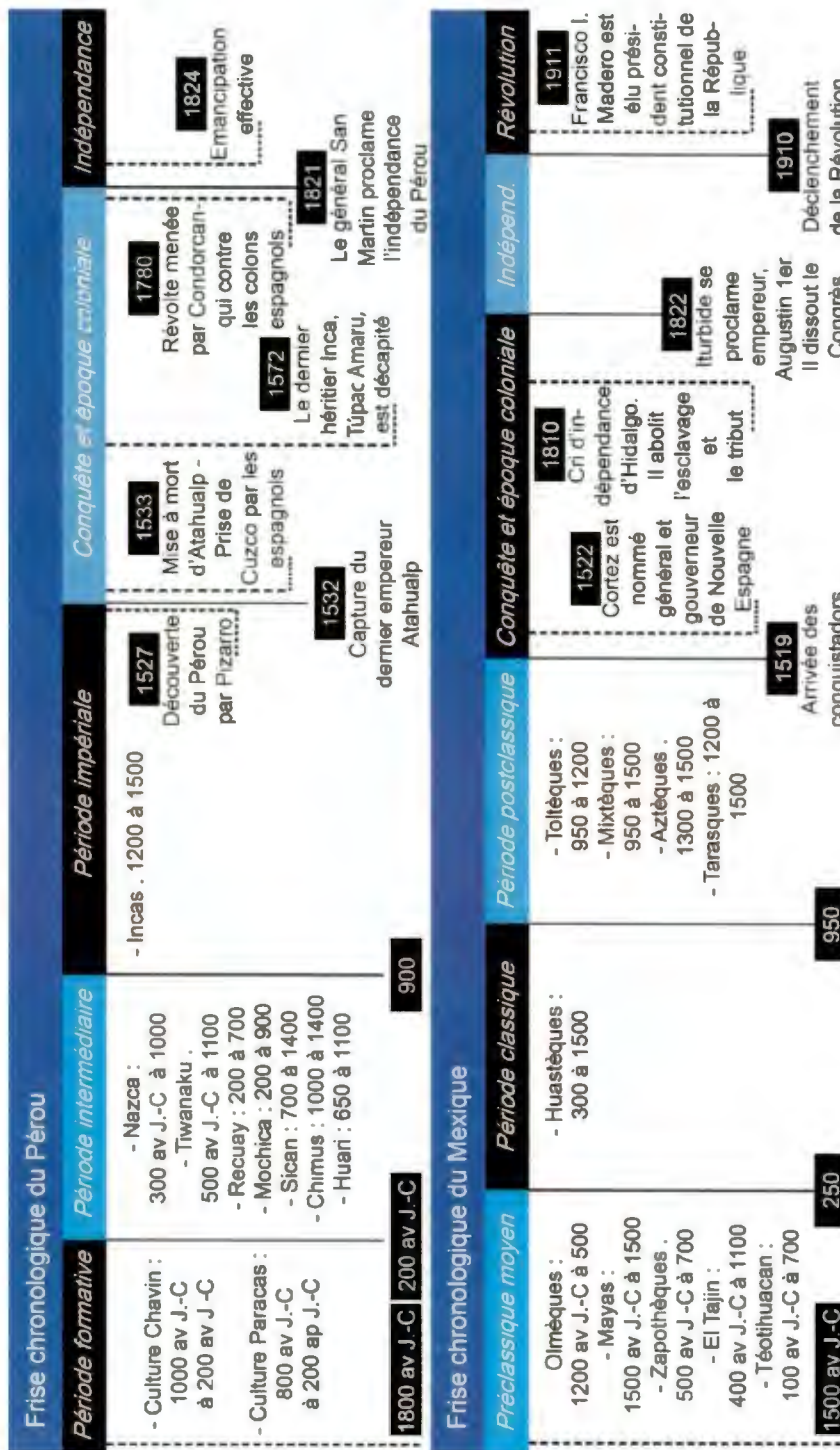 Frise chronologique du Pérou
Période formative
Période intermédiaire
Période impériale
Conquête et époque coloniale
Indépendance
- Culture Chavin :
1000 av J.-C
à 200 av J.-C
- Culture Paracas :
800 av J.-C
à 200 ap J.-C
1800 av J.-C
200 av J.-C
- Nazca :
300 av J.-C à 1000
- Tiwanaku .
500 av J.-C à 1100
- Recuay : 200 à 700
- Mochica : 200 à 900
- Sican : 700 à 1400
- Chimus : 1000 à 1400
- Huari : 650 à 1100
900
- Incas . 1200 à 1500
1527
Découverte
du Pérou
par Pizarro
1532
Capture du
dernier empereur
Atahualp
1533
Mise à mort
d'Atahualp -
Prise de
Cuzco par les
espagnols
1572
Le dernier
héritier Inca,
Túpac Amaru,
est décapité
1780
Révolte menée
par Condorcan-
qui contre
les colons
espagnols
1821
Le général San
Martin proclame
l'indépendance
du Pérou
1824
Emancipation
effective
Frise chronologique du Mexique
Préclassique moyen
Période classique
Période postclassique
Conquête et époque coloniale
Indépend.
Révolution
Olmèques :
1200 av J.-C à 500
- Mayas :
1500 av J.-C à 1500
- Zapothèques .
500 av J -C à 700
- El Tajin :
400 av J.-C à 1100
- Téotihuacan :
100 av J.-C à 700
1500 av J.-C
250
- Huastèques :
300 à 1500
950
- Toltèques :
950 à 1200
- Mixtèques :
950 à 1500
- Aztèques .
1300 à 1500
- Tarasques : 1200 à
1500
1519
Arrivée des
conquistadors
1522
Cortez est
nommé
général et
gouverneur
de Nouvelle
Espagne
1810
Cri d'in-
dépendance
d'Hidalgo.
Il abolit
l'esclavage
et
le tribut
1822
Iturbide se
proclame
empereur,
Augustin 1er
Il dissout le
Congrès
1910
Déclenchement
de la Révolution
1911
Francisco I.
Madero est
élu prési-
dent consti-
tutionnel de
la Répub-
lique